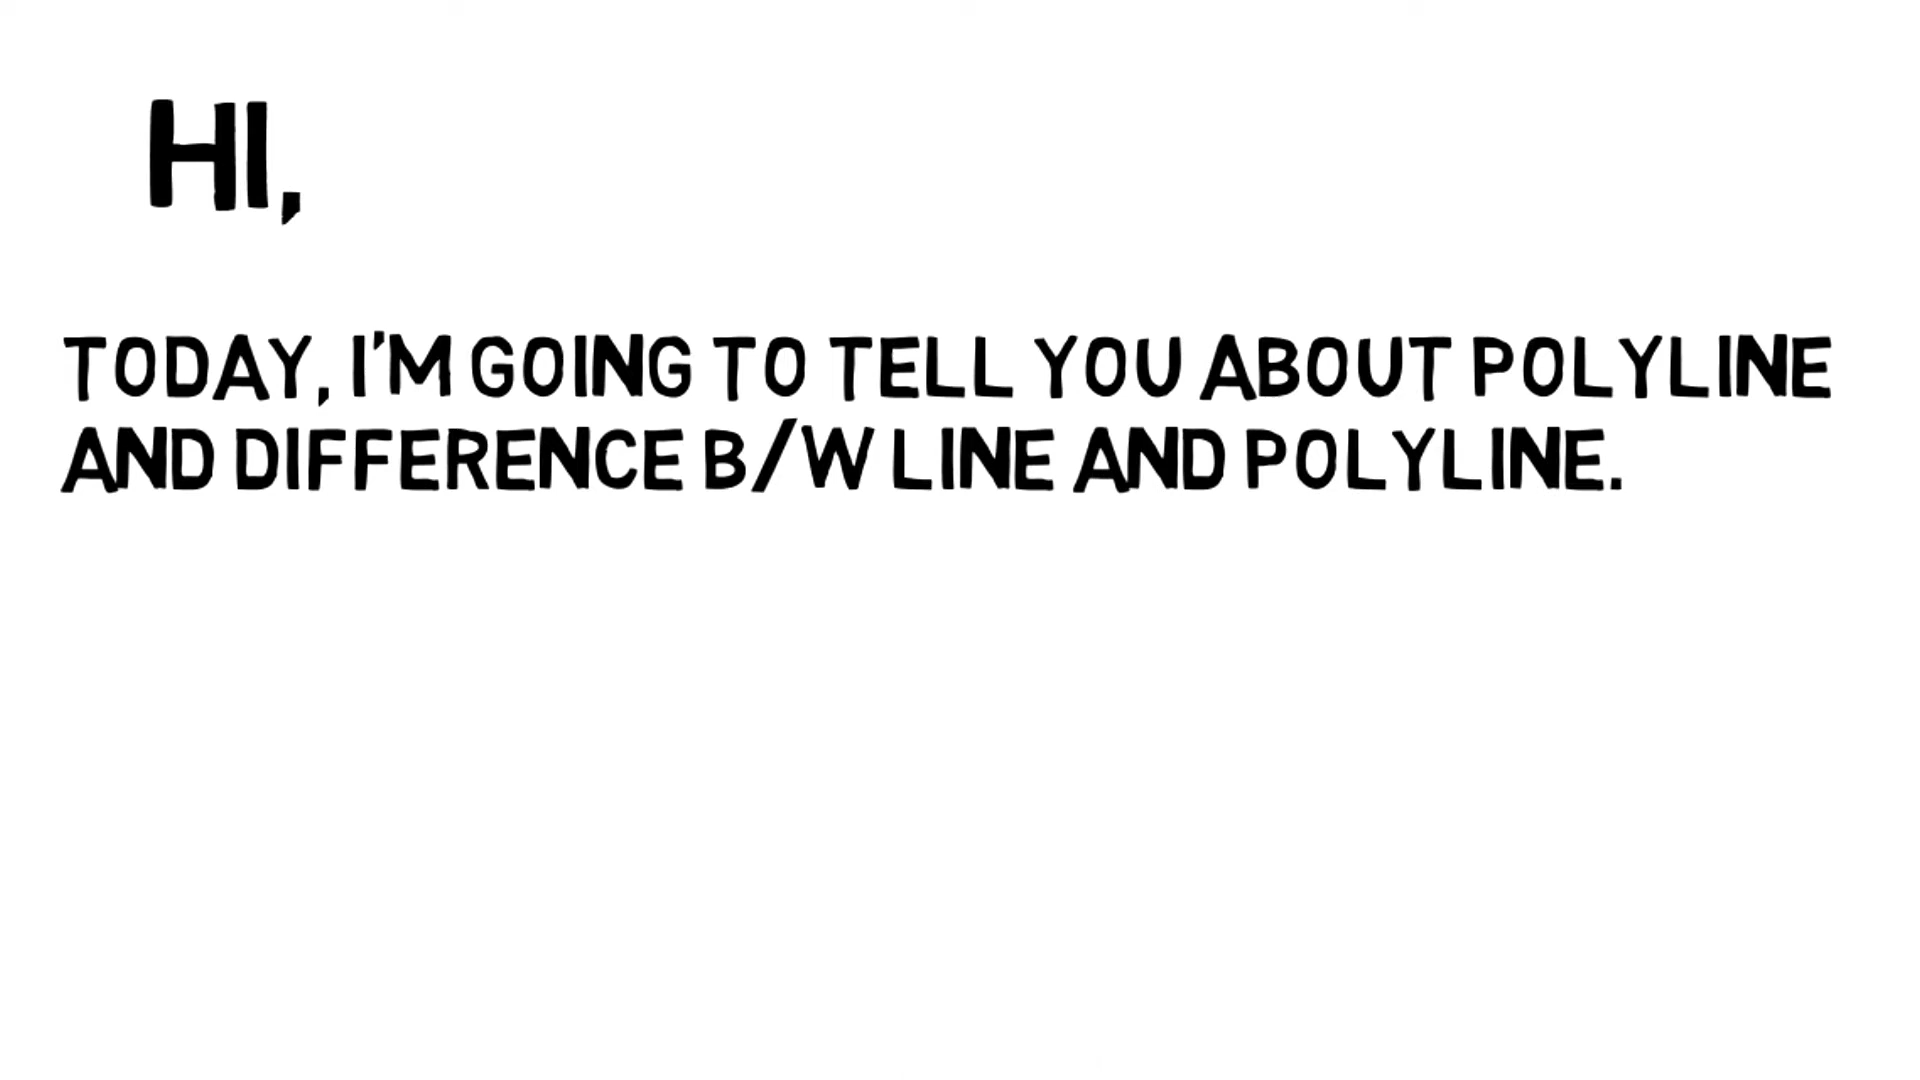 HI,
TODAY, I'M GOING TO TELL YOU ABOUT POLYLINE
AND DIFFERENCE B/W LINE AND POLYLINE.